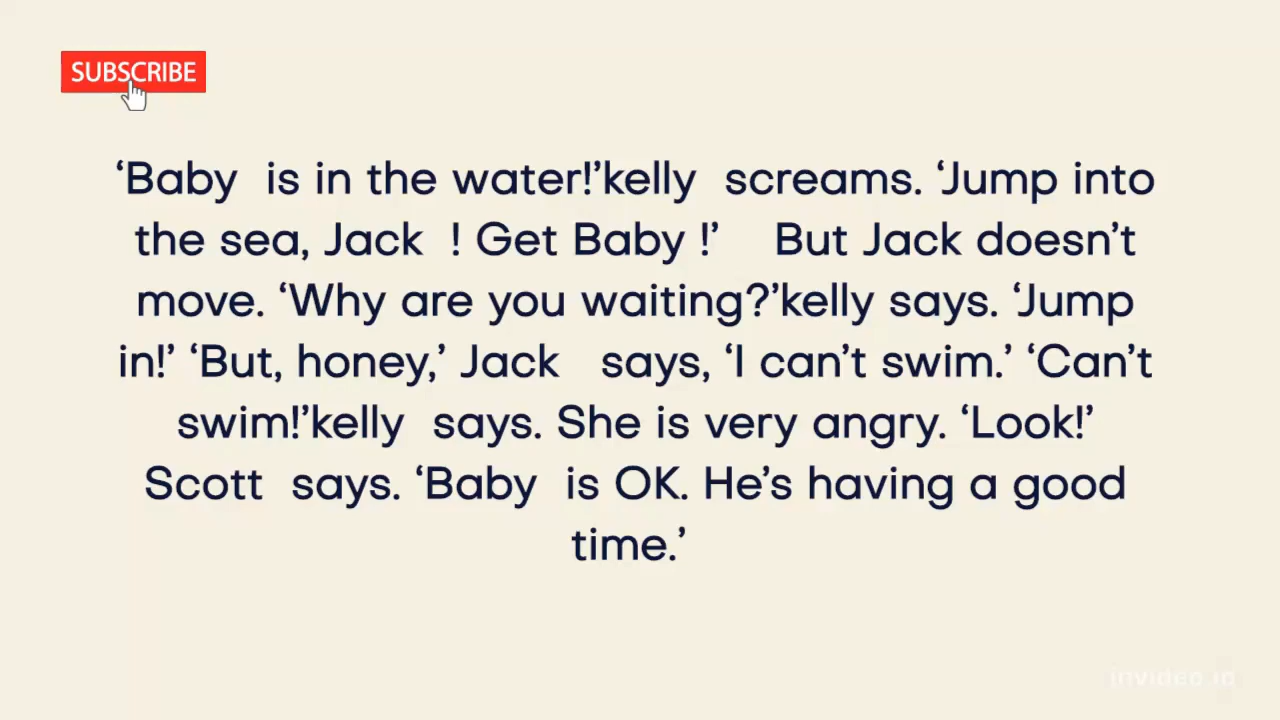 SUBSCRIBE
‘Baby is in the water!’kelly screams. ‘Jump into
the sea, Jack ! Get Baby !’ But Jack doesn’t
move. ‘Why are you waiting?’kelly says. ‘Jump
in!’ ‘But, honey,’ Jack says, ‘I can’t swim.’ ‘Can’t
swim!’kelly says. She is very angry. ‘Look!’
Scott says. ‘Baby is OK. He’s having a good
time.’
invideo.io